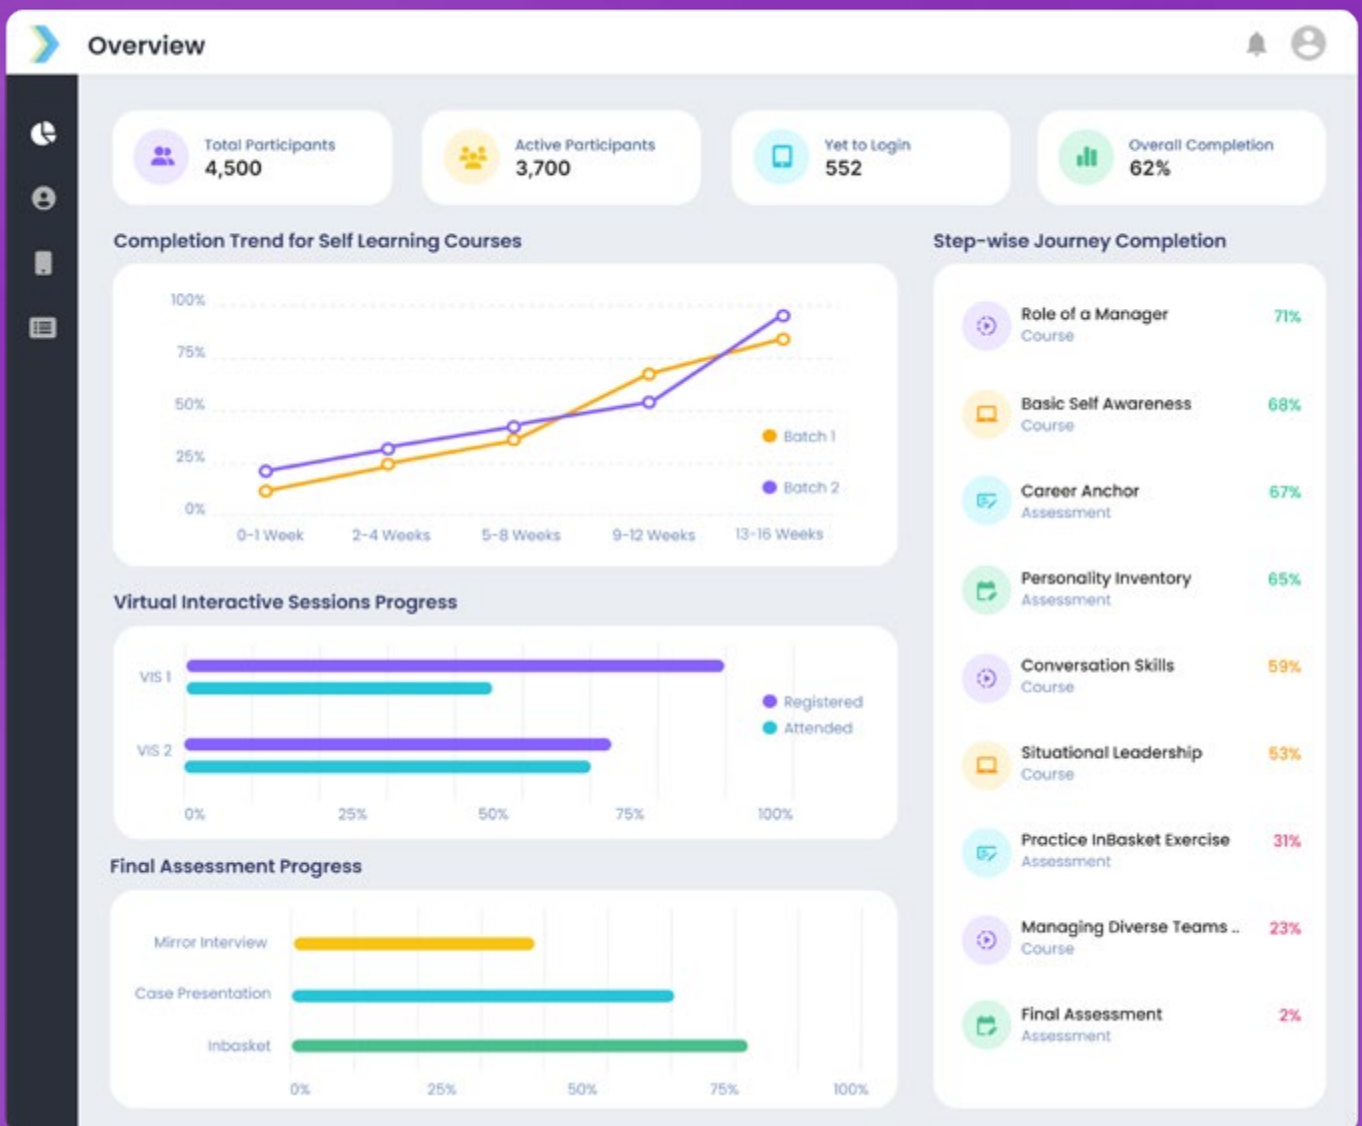 Overview
Total Participants
4,500
Active Participants
3,700
Yet to Login
552
Overall Completion
62%
Completion Trend for Self Learning Courses
100%
75%
50%
25%
0%
0-1 Week
2-4 Weeks
5-8 Weeks
9-12 Weeks
13-16 Weeks
Batch 1
Batch 2
Virtual Interactive Sessions Progress
VIS 1
VIS 2
Registered
Attended
0%
25%
50%
75%
100%
Final Assessment Progress
Mirror Interview
Case Presentation
Inbasket
0%
25%
50%
75%
100%
Step-wise Journey Completion
Role of a Manager
71%
Course
Basic Self Awareness
68%
Course
Career Anchor
67%
Assessment
Personality Inventory
65%
Assessment
Conversation Skills
59%
Course
Situational Leadership
53%
Course
Practice InBasket Exercise
31%
Assessment
Managing Diverse Teams ..
23%
Course
Final Assessment
2%
Assessment